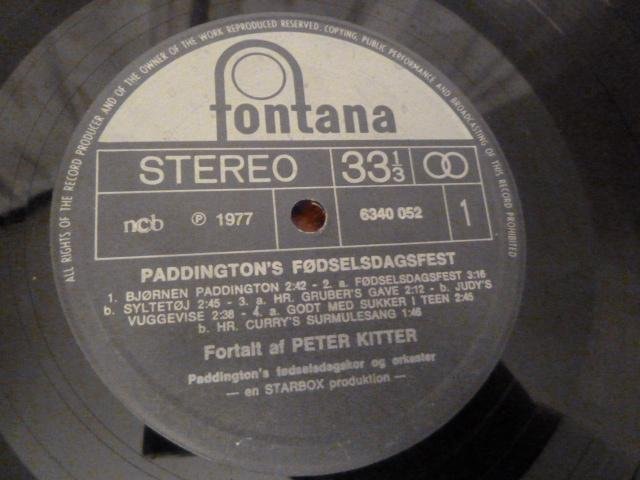 ALL RIGHTS OF THE RECORD PRODUCER AND OF THE OWNER OF THE WORK REPRODUCED RESERVED. COPYING, PUBLIC PERFORMANCE AND BROADCASTING OF THIS RECORD PROHIBITED
fontana
STEREO 33 1/3
ncb ℗ 1977 6340 052 1
PADDINGTON'S FØDSELSDAGSFEST
1. BJØRNEN PADDINGTON 2:42 - 2. a. FØDSELSDAGSFEST 3:16
b. SYLTETØJ 2:45 - 3. a. HR. GRUBER'S GAVE 2:12 - b. JUDY'S
VUGGEVISE 2:38 - 4. a. GODT MED SUKKER I TEEN 2:45
b. HR. CURRY'S SURMULESANG 1:46
Fortalt af PETER KITTER
Paddington's fødselsdagskor og orkester
— en STARBOX produktion —